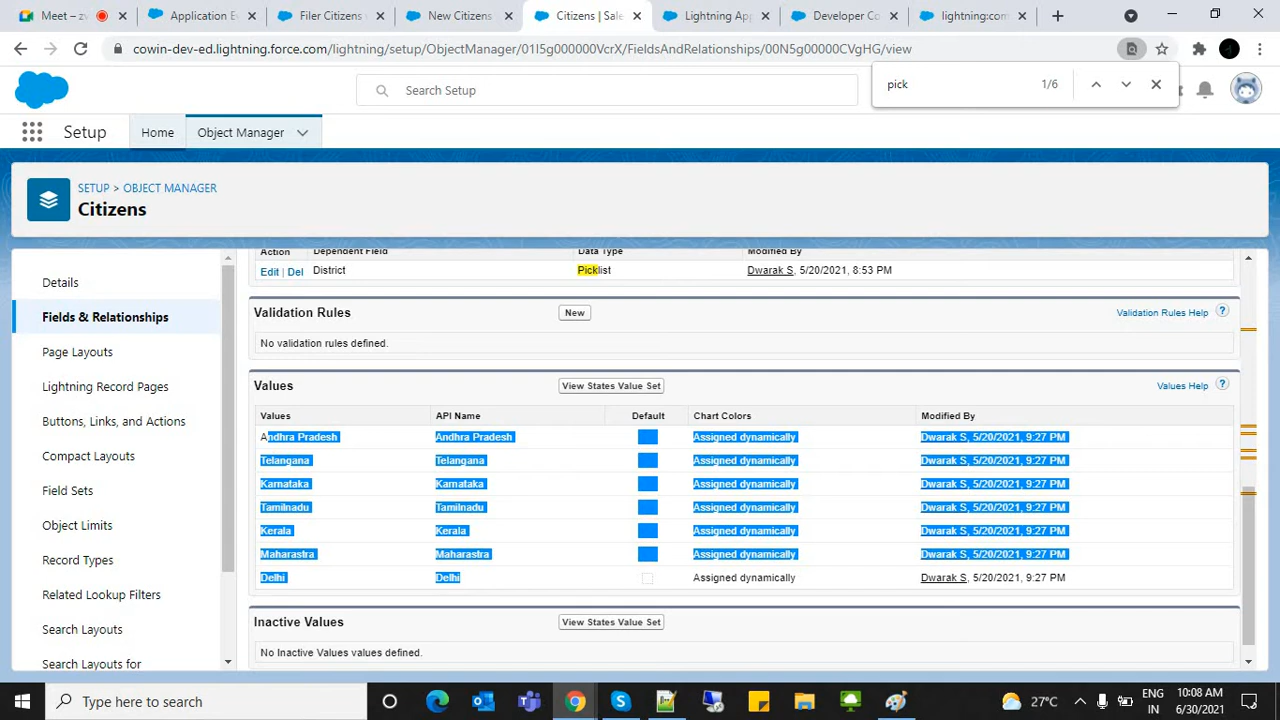 Meet – zv
Application E
Filer Citizens v
New Citizens
Citizens | Sale
Lightning Ap
Developer Co
lightning:com
cowin-dev-ed.lightning.force.com/lightning/setup/ObjectManager/01I5g000000VcrX/FieldsAndRelationships/00N5g00000CVgHG/view
pick 1/6
Search Setup
Setup
Home
Object Manager
SETUP > OBJECT MANAGER
Citizens
Details
Fields & Relationships
Page Layouts
Lightning Record Pages
Buttons, Links, and Actions
Compact Layouts
Field Sets
Object Limits
Record Types
Related Lookup Filters
Search Layouts
Search Layouts for
Action Dependent Field Data Type Modified By
Edit | Del District Picklist Dwarak S, 5/20/2021, 8:53 PM
Validation Rules New Validation Rules Help ?
No validation rules defined.
Values View States Value Set Values Help ?
Values API Name Default Chart Colors Modified By
Andhra Pradesh Andhra Pradesh Assigned dynamically Dwarak S, 5/20/2021, 9:27 PM
Telangana Telangana Assigned dynamically Dwarak S, 5/20/2021, 9:27 PM
Karnataka Karnataka Assigned dynamically Dwarak S, 5/20/2021, 9:27 PM
Tamilnadu Tamilnadu Assigned dynamically Dwarak S, 5/20/2021, 9:27 PM
Kerala Kerala Assigned dynamically Dwarak S, 5/20/2021, 9:27 PM
Maharastra Maharastra Assigned dynamically Dwarak S, 5/20/2021, 9:27 PM
Delhi Delhi Assigned dynamically Dwarak S, 5/20/2021, 9:27 PM
Inactive Values View States Value Set
No Inactive Values values defined.
Type here to search
27°C
ENG
IN
10:08 AM
6/30/2021